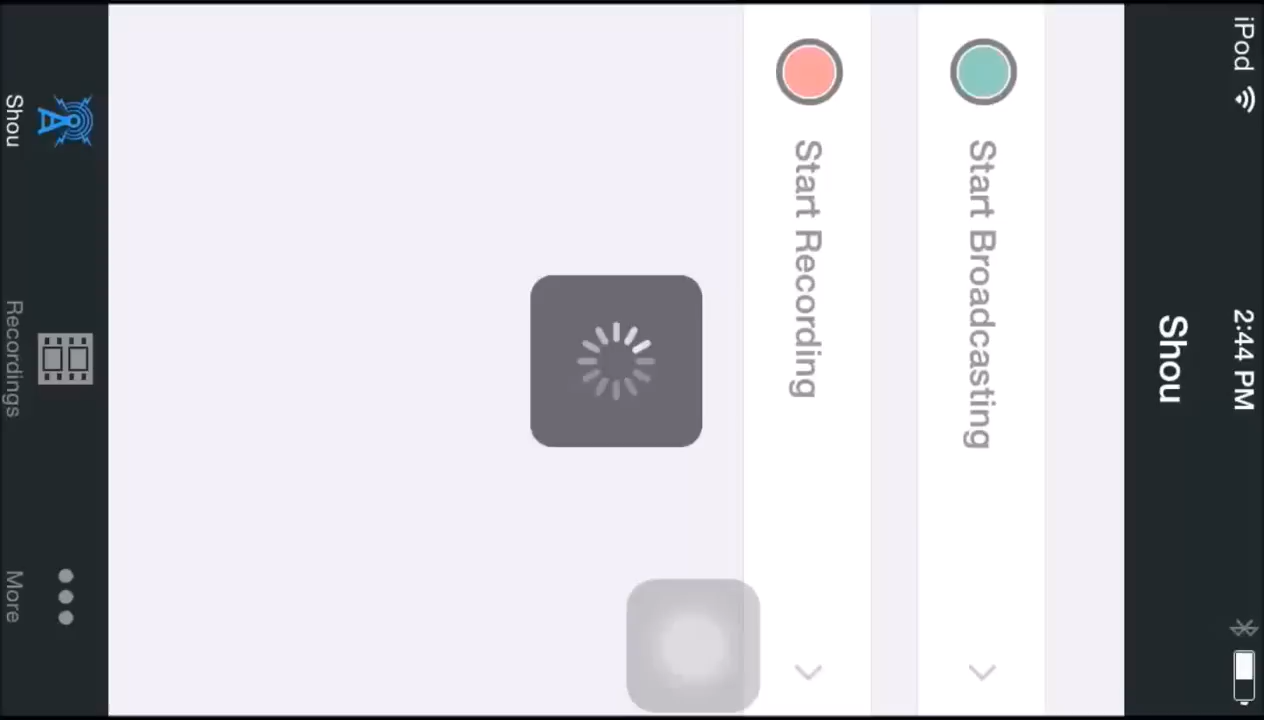 iPod 2:44 PM
Shou
Start Broadcasting
Start Recording
Shou Recordings More